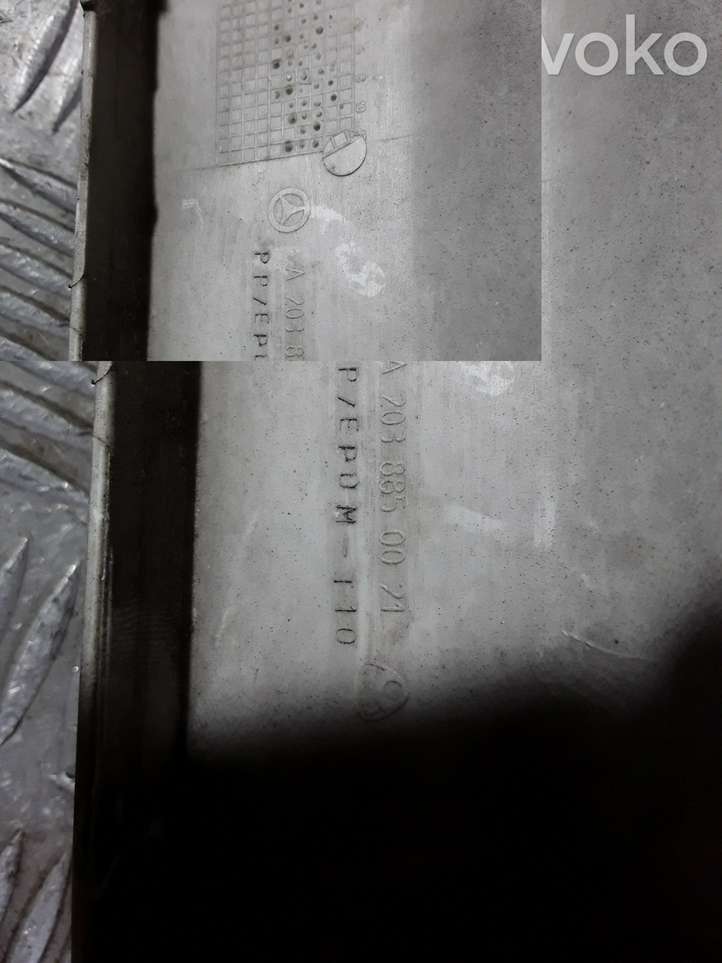 voko
A 203 8
PP/EP
A 203 885 00 21
P/EPDM-T10